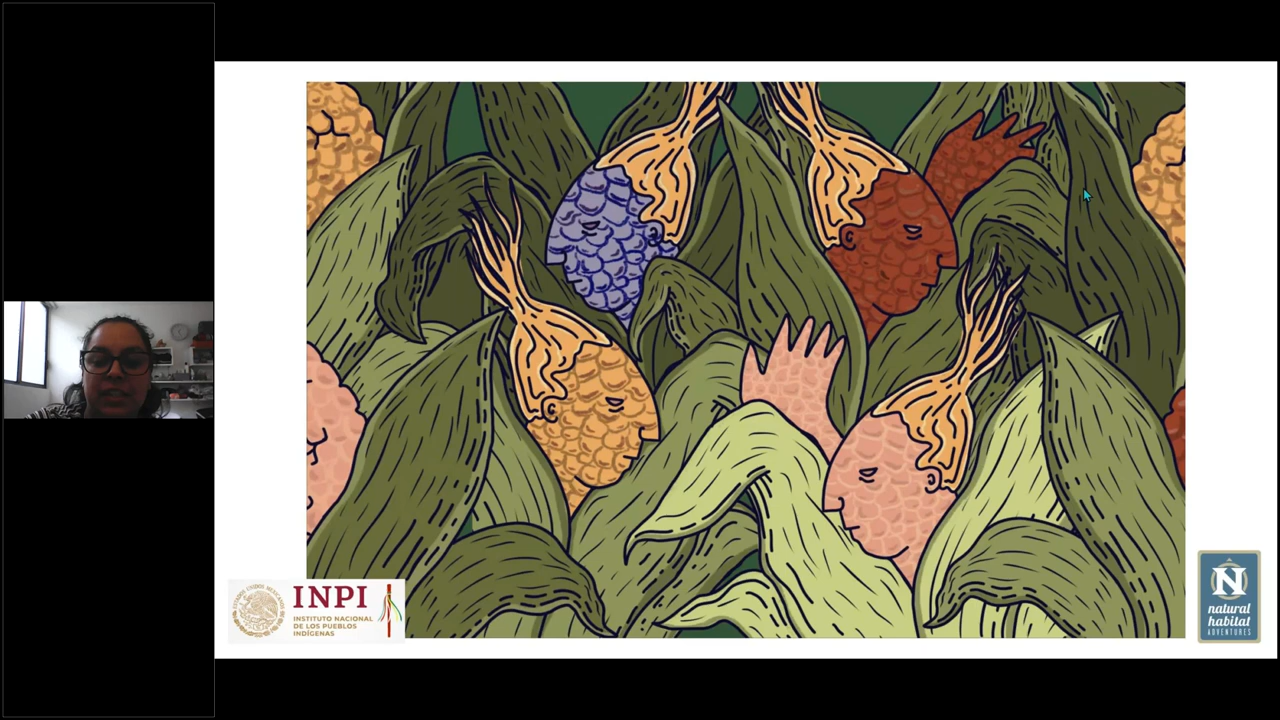 INPI
INSTITUTO NACIONAL
DE LOS PUEBLOS
INDÍGENAS
N
natural
habitat
ADVENTURES